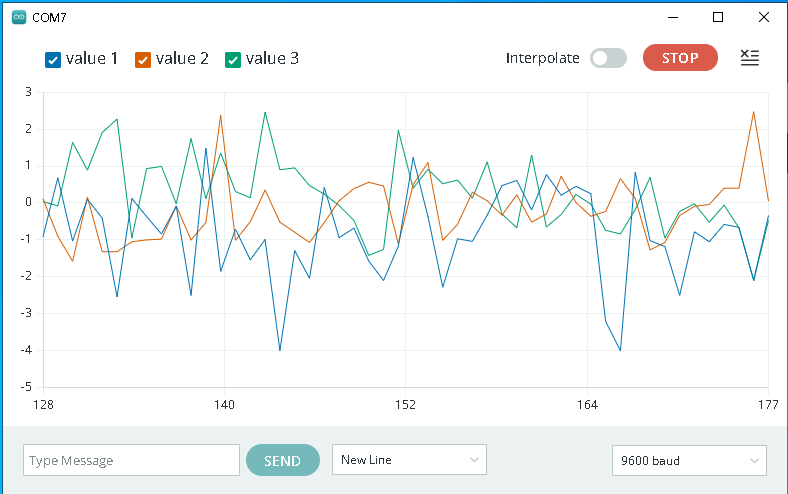 COM7
value 1 value 2 value 3 Interpolate STOP
3
2
1
0
-1
-2
-3
-4
-5
128 140 152 164 177
Type Message SEND New Line 9600 baud